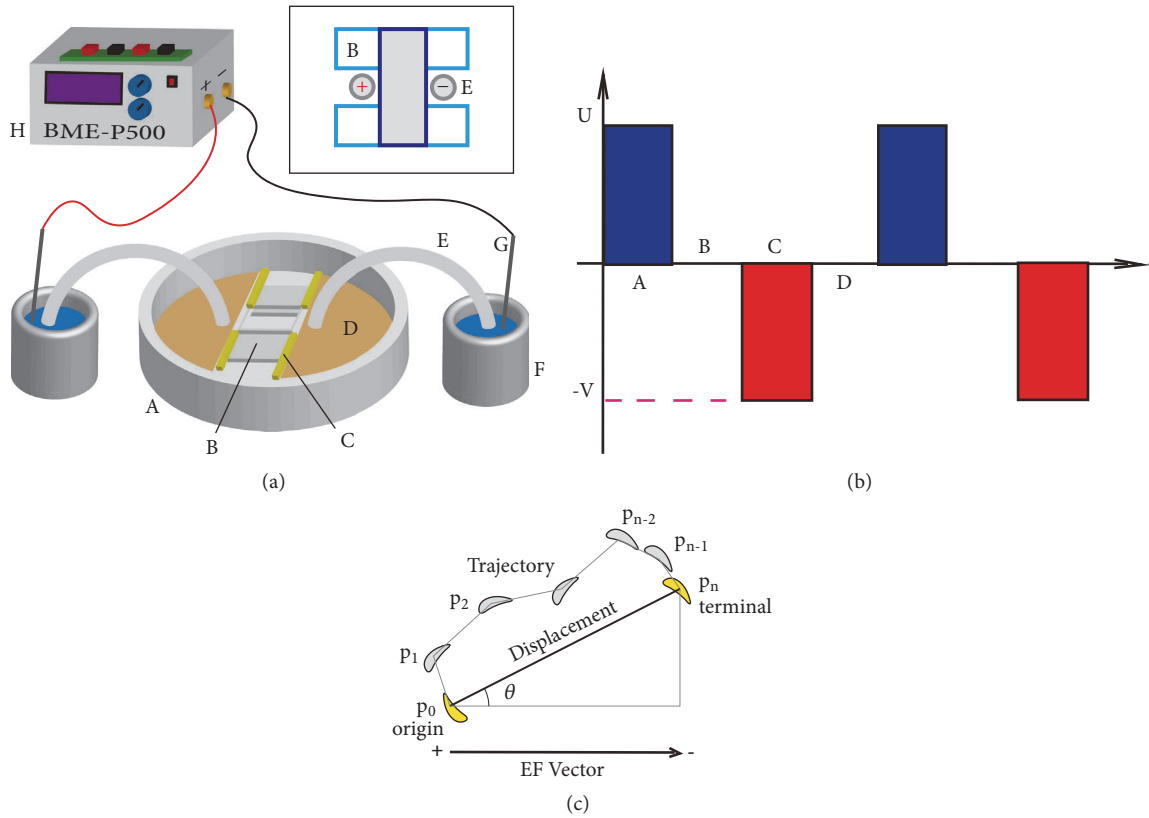 H
BME-P500
+ −
B
+ −
E
E
G
D
F
A
B
C
(a)
U
B
C
A
D
-V
(b)
pn-2
pn-1
Trajectory
p2
pn
terminal
Displacement
p1
θ
p0
origin
+ -
EF Vector
(c)